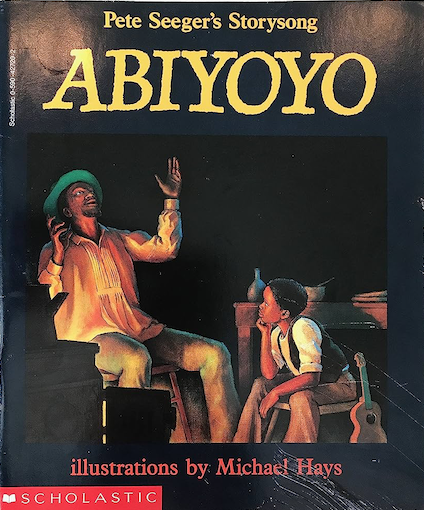 Pete Seeger's Storysong
ABIYOYO
illustrations by Michael Hays
SCHOLASTIC